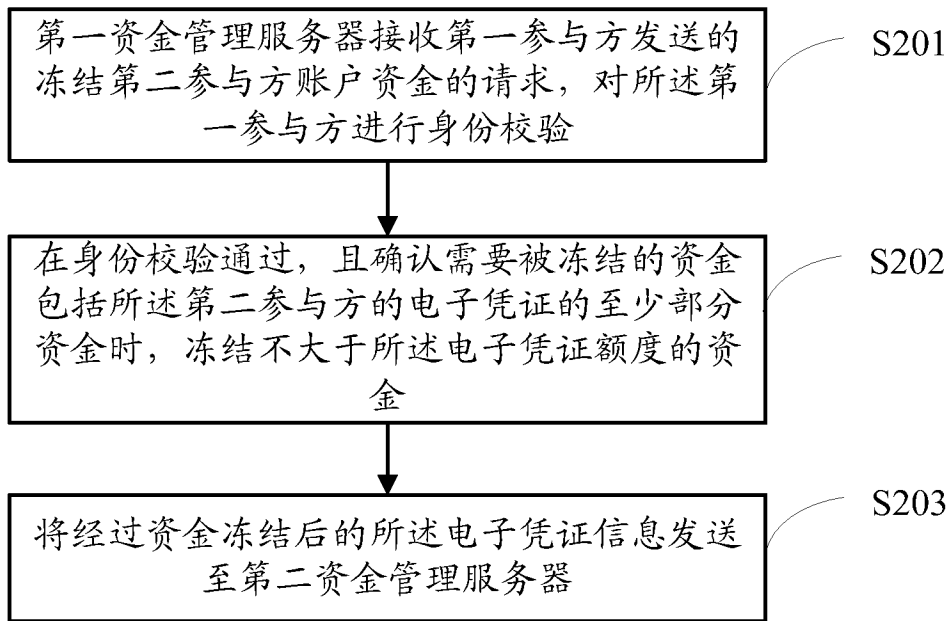 第一资金管理服务器接收第一参与方发送的
冻结第二参与方账户资金的请求，对所述第
一参与方进行身份校验
S201
在身份校验通过，且确认需要被冻结的资金
包括所述第二参与方的电子凭证的至少部分
资金时，冻结不大于所述电子凭证额度的资
金
S202
将经过资金冻结后的所述电子凭证信息发送
至第二资金管理服务器
S203